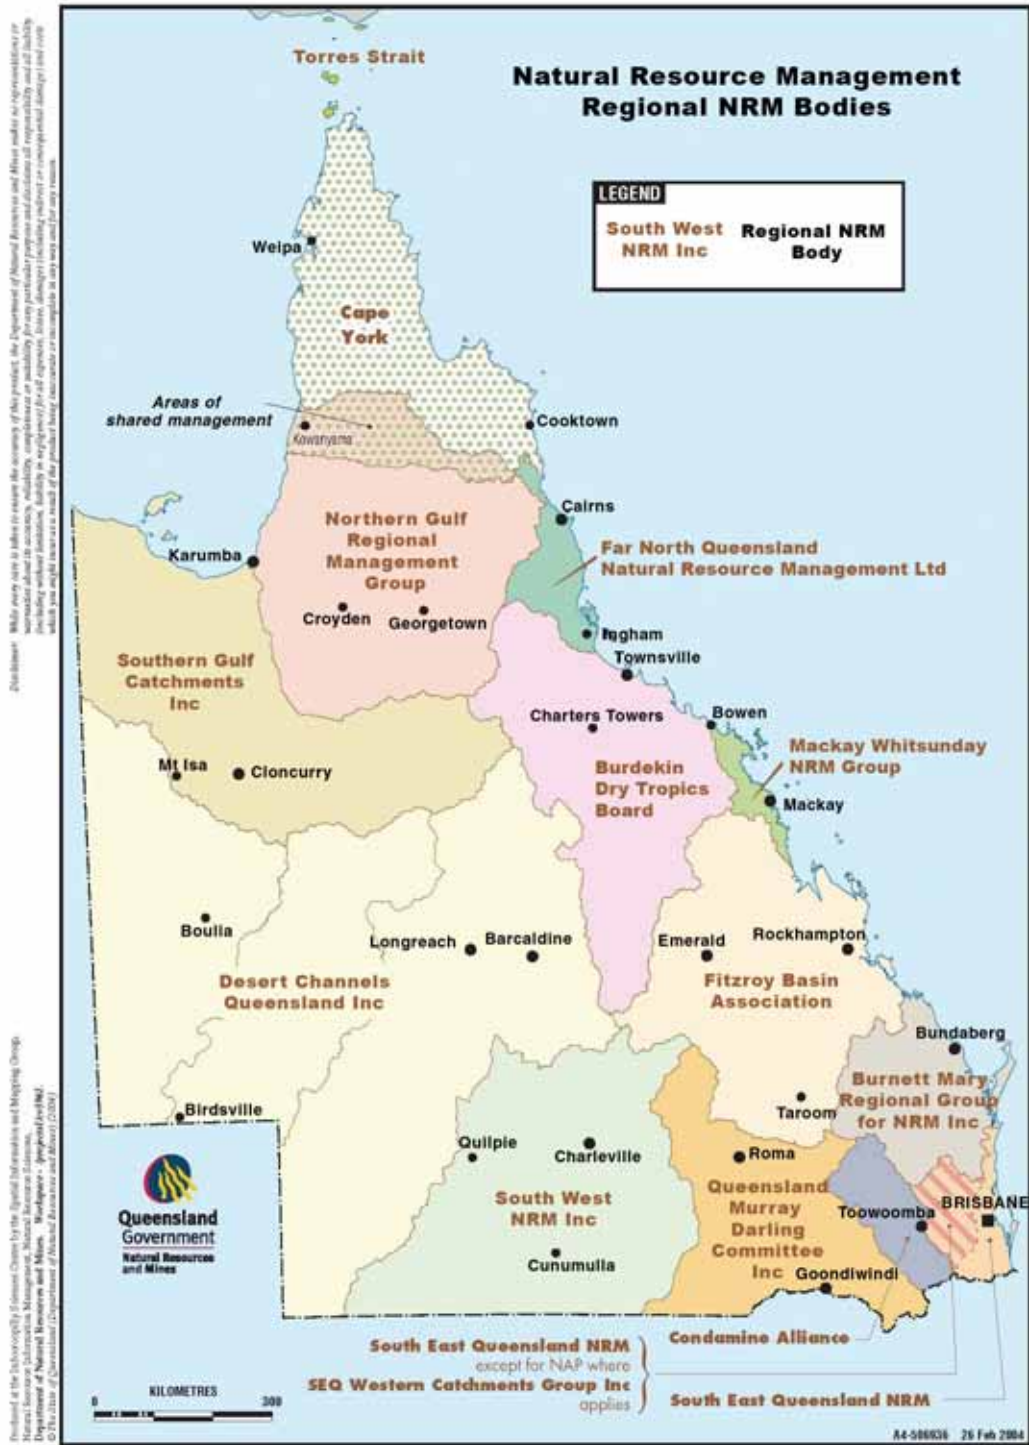 Torres Strait
Natural Resource Management
Regional NRM Bodies
LEGEND
South West
NRM Inc
Regional NRM
Body
Weipa
Cape
York
Areas of
shared management
Kowanyama
Cooktown
Cairns
Northern Gulf
Regional
Management
Group
Karumba
Far North Queensland
Natural Resource Management Ltd
Croyden
Georgetown
Ingham
Townsville
Southern Gulf
Catchments
Inc
Charters Towers
Bowen
Mackay Whitsunday
NRM Group
Mt Isa
Cloncurry
Burdekin
Dry Tropics
Board
Mackay
Boulia
Longreach
Barcaldine
Emerald
Rockhampton
Desert Channels
Queensland Inc
Fitzroy Basin
Association
Bundaberg
Burnett Mary
Regional Group
for NRM Inc
Birdsville
Taroom
Quilpie
Charleville
Roma
South West
NRM Inc
Queensland
Murray
Darling
Committee
Inc
BRISBANE
Toowoomba
Cunumulla
Goondiwindi
Queensland
Government
Natural Resources
and Mines
South East Queensland NRM
except for NAP where
SEQ Western Catchments Group Inc
applies
Condamine Alliance
South East Queensland NRM
KILOMETRES
0
300
A4-506936 26 Feb 2004